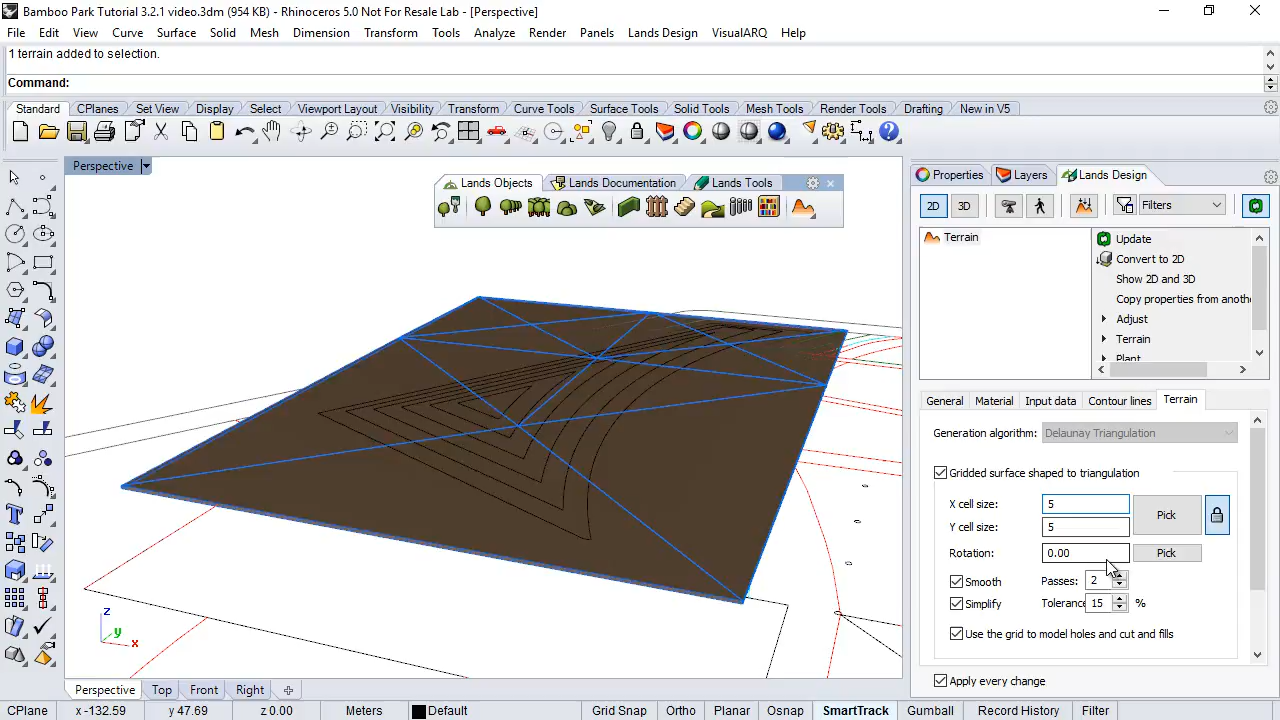 Bamboo Park Tutorial 3.2.1 video.3dm (954 KB) - Rhinoceros 5.0 Not For Resale Lab - [Perspective]
File Edit View Curve Surface Solid Mesh Dimension Transform Tools Analyze Render Panels Lands Design VisualARQ Help
1 terrain added to selection.
Command:
Standard CPlanes Set View Display Select Viewport Layout Visibility Transform Curve Tools Surface Tools Solid Tools Mesh Tools Render Tools Drafting New in V5
Perspective
Lands Objects Lands Documentation Lands Tools
Properties Layers Lands Design
2D 3D Filters
Terrain
Update
Convert to 2D
Show 2D and 3D
Copy properties from anothe
Adjust
Terrain
Plant
General Material Input data Contour lines Terrain
Generation algorithm: Delaunay Triangulation
Gridded surface shaped to triangulation
X cell size: 5 Pick
Y cell size: 5
Rotation: 0.00 Pick
Smooth Passes: 2
Simplify Tolerance 15 %
Use the grid to model holes and cut and fills
Apply every change
z
y
x
Perspective Top Front Right
CPlane x -132.59 y 47.69 z 0.00 Meters Default Grid Snap Ortho Planar Osnap SmartTrack Gumball Record History Filter